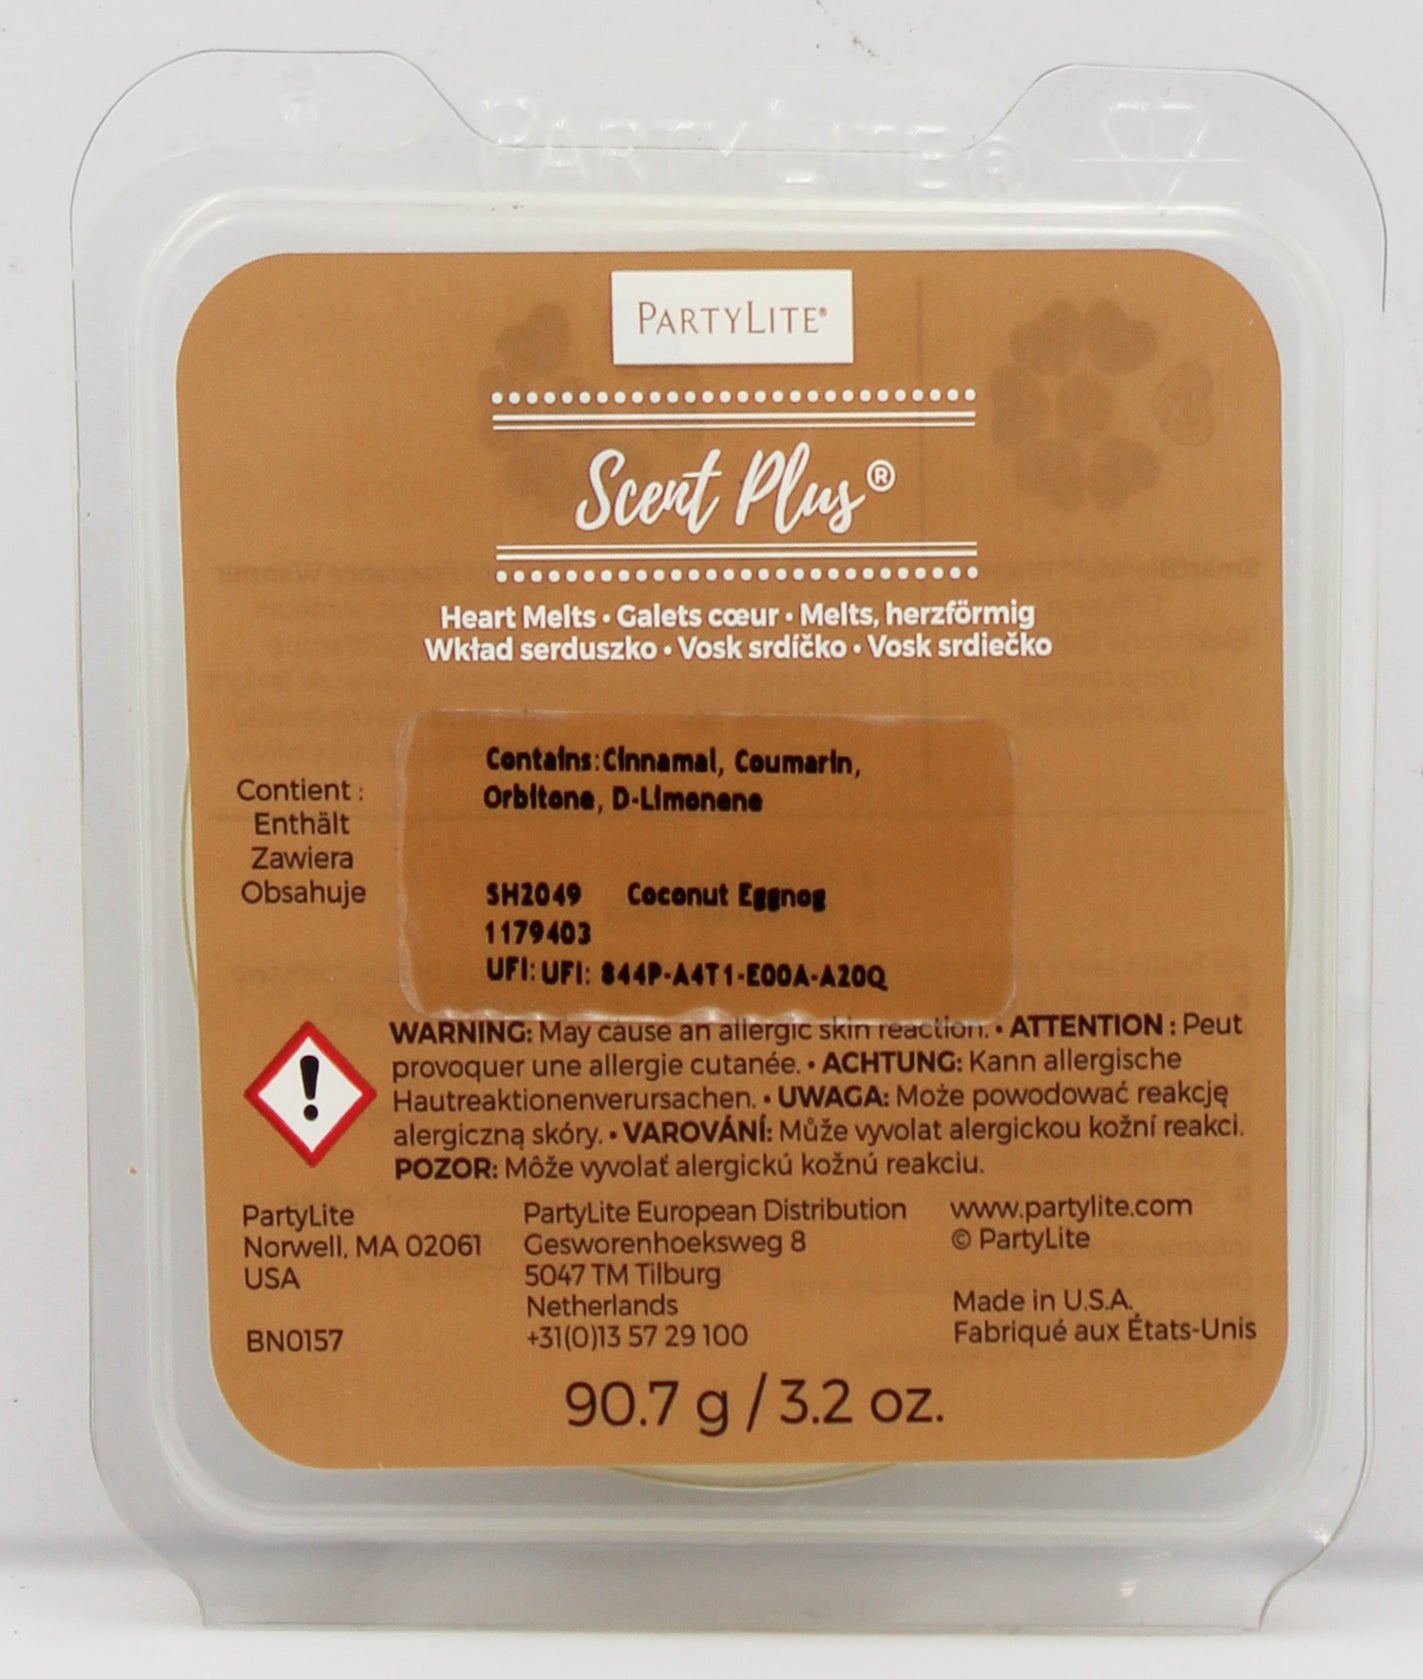 PARTYLITE®
PARTYLITE®
Scent Plus®
Heart Melts • Galets cœur • Melts, herzförmig
Wkład serduszko • Vosk srdíčko • Vosk srdiečko
Contient :
Enthält
Zawiera
Obsahuje
Contains:Cinnamal, Coumarin,
Orbitone, D-Limonene
SH2049 Coconut Eggnog
1179403
UFI: UFI: 844P-A4T1-E00A-A20Q
WARNING: May cause an allergic skin reaction. • ATTENTION : Peut
provoquer une allergie cutanée. • ACHTUNG: Kann allergische
Hautreaktionenverursachen. • UWAGA: Może powodować reakcję
alergiczną skóry. • VAROVÁNÍ: Může vyvolat alergickou kožní reakci.
POZOR: Môže vyvolať alergickú kožnú reakciu.
PartyLite
Norwell, MA 02061
USA
BN0157
PartyLite European Distribution
Gesworenhoeksweg 8
5047 TM Tilburg
Netherlands
+31(0)13 57 29 100
www.partylite.com
© PartyLite
Made in U.S.A.
Fabriqué aux États-Unis
90.7 g / 3.2 oz.